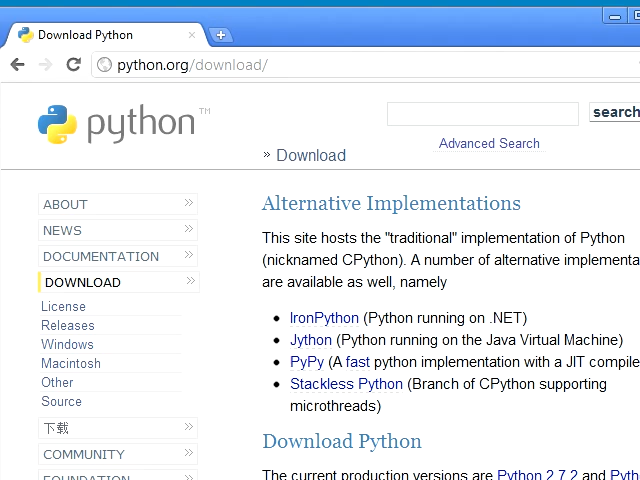 Download Python
python.org/download/
python™
search
Advanced Search
» Download
ABOUT
NEWS
DOCUMENTATION
DOWNLOAD
License
Releases
Windows
Macintosh
Other
Source
下载
COMMUNITY
FOUNDATION
Alternative Implementations
This site hosts the "traditional" implementation of Python
(nicknamed CPython). A number of alternative implementa
are available as well, namely
IronPython (Python running on .NET)
Jython (Python running on the Java Virtual Machine)
PyPy (A fast python implementation with a JIT compile
Stackless Python (Branch of CPython supporting
microthreads)
Download Python
The current production versions are Python 2.7.2 and Pyth